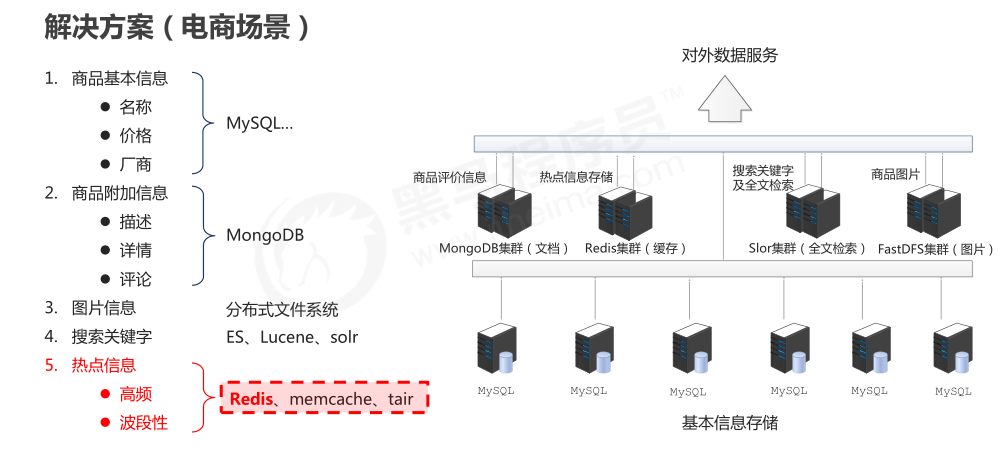 解决方案（电商场景）
1. 商品基本信息
● 名称
● 价格
● 厂商
MySQL...
2. 商品附加信息
● 描述
● 详情
● 评论
MongoDB
3. 图片信息
分布式文件系统
4. 搜索关键字
ES、Lucene、solr
5. 热点信息
● 高频
● 波段性
Redis、memcache、tair
对外数据服务
商品评价信息
热点信息存储
搜索关键字
及全文检索
商品图片
MongoDB集群（文档）
Redis集群（缓存）
Slor集群（全文检索）
FastDFS集群（图片）
MySQL
MySQL
MySQL
MySQL
MySQL
MySQL
基本信息存储
黑马程序员™